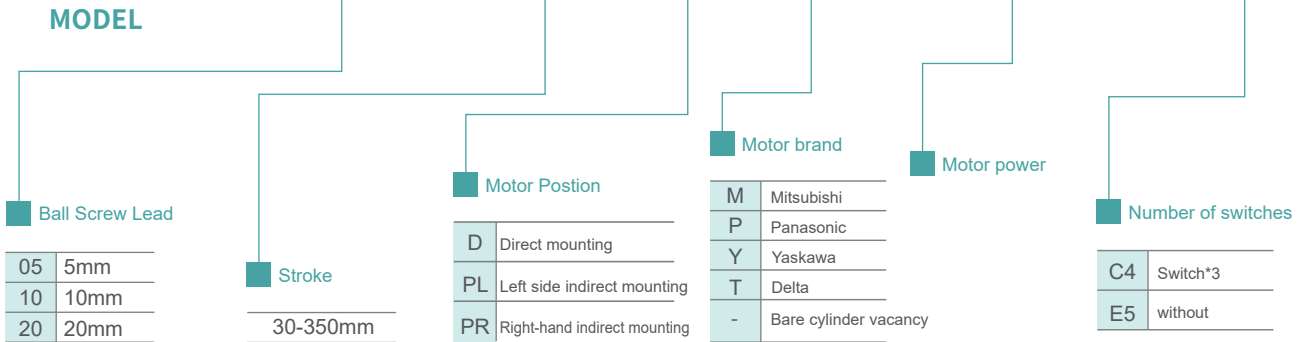 MODEL
Ball Screw Lead
05 5mm
10 10mm
20 20mm
Stroke
30-350mm
Motor Postion
D Direct mounting
PL Left side indirect mounting
PR Right-hand indirect mounting
Motor brand
M Mitsubishi
P Panasonic
Y Yaskawa
T Delta
- Bare cylinder vacancy
Motor power
Number of switches
C4 Switch*3
E5 without